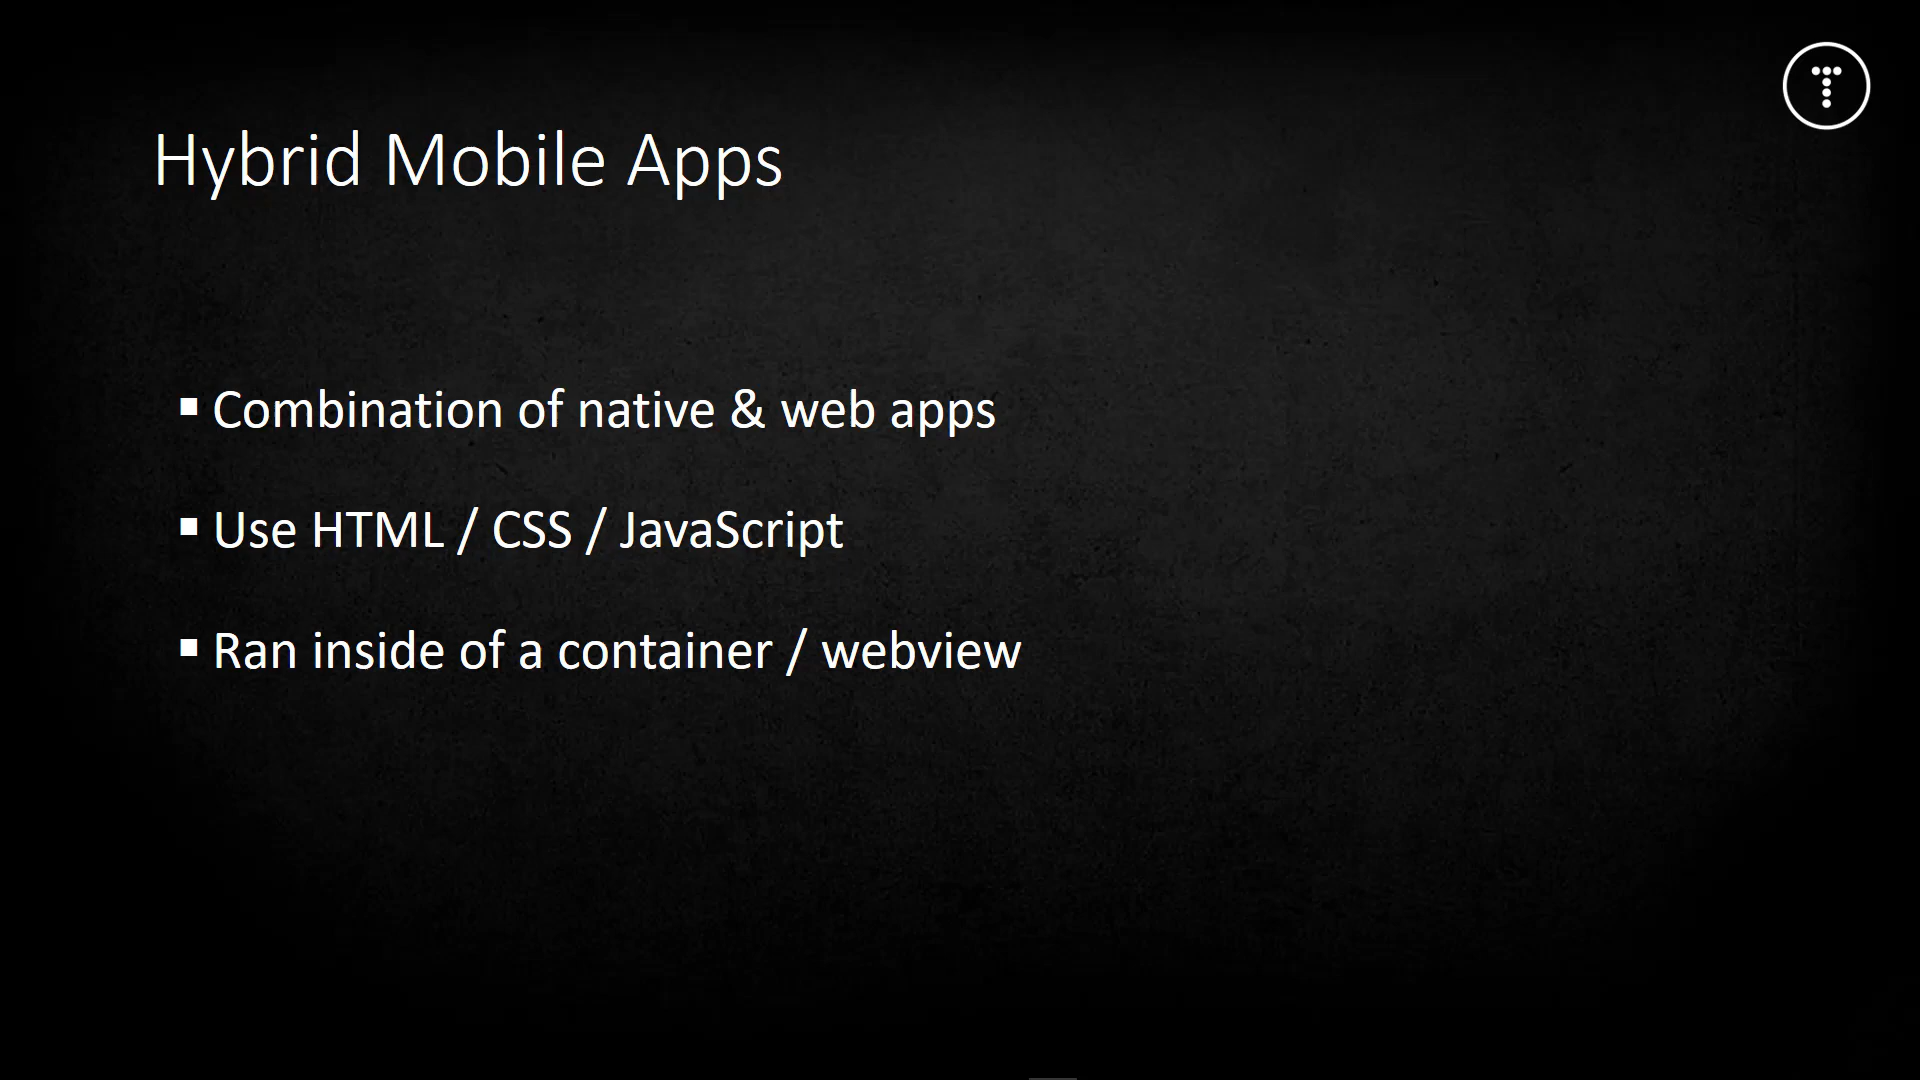 Hybrid Mobile Apps
▪ Combination of native & web apps
▪ Use HTML / CSS / JavaScript
▪ Ran inside of a container / webview